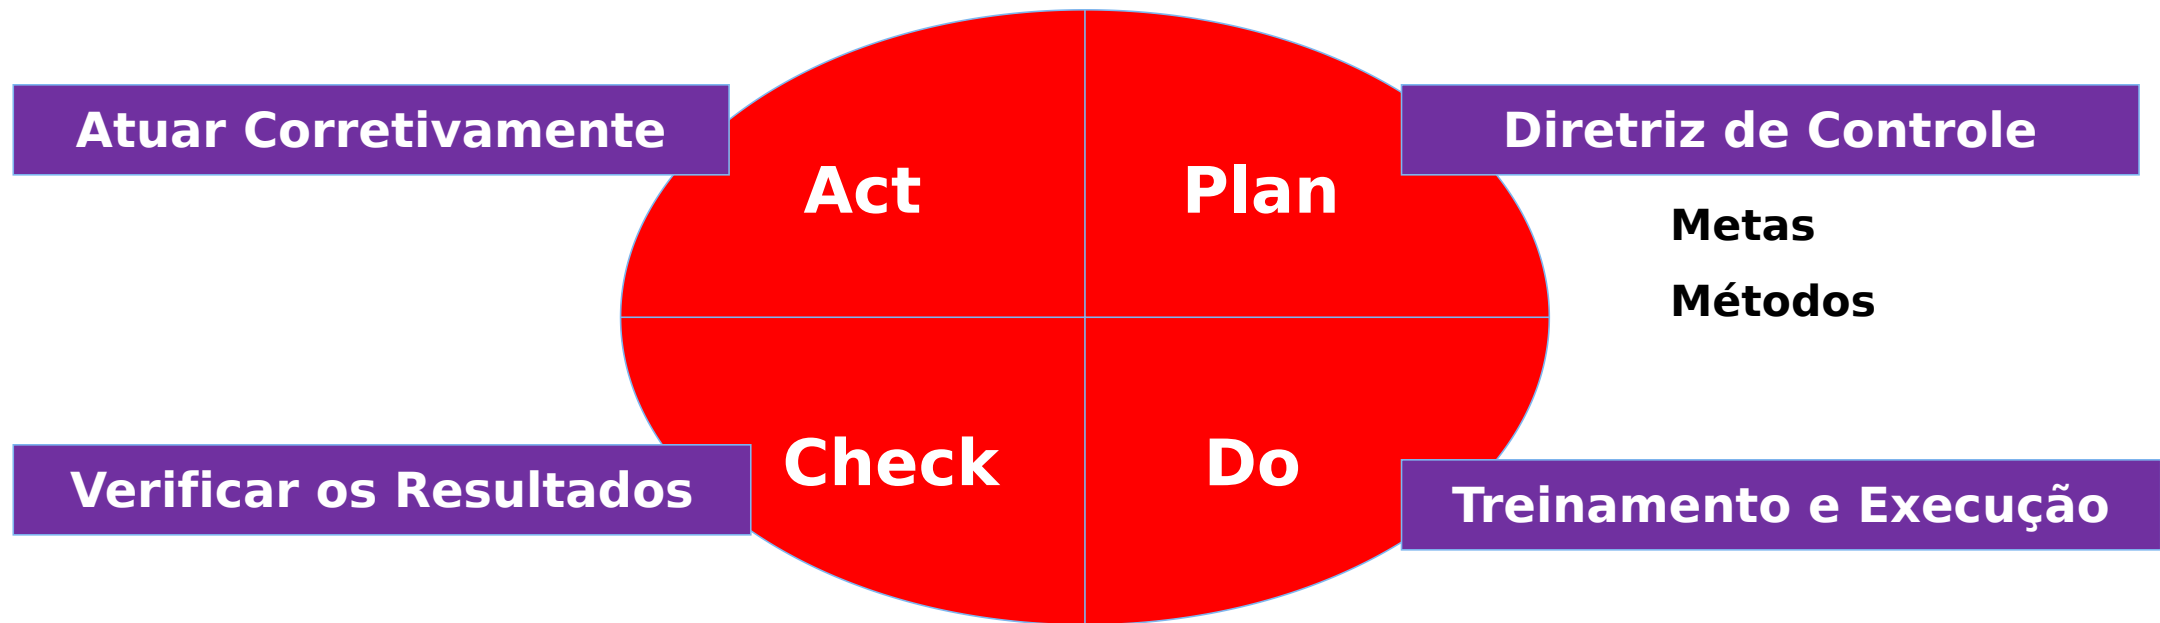 Atuar Corretivamente
Diretriz de Controle
Act
Plan
Metas
Métodos
Check
Do
Verificar os Resultados
Treinamento e Execução